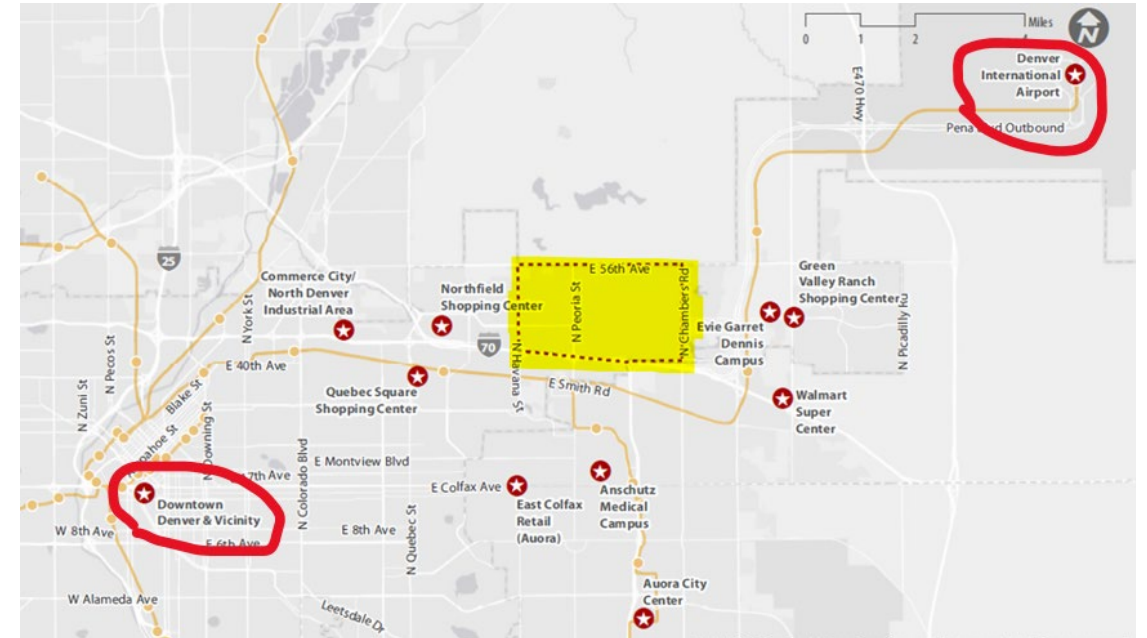 Miles
0
1
2
4
N
Denver
International
Airport
E470 Hwy
Pena Blvd Outbound
25
Commerce City/
North Denver
Industrial Area
Northfield
Shopping Center
E 56th Ave
N Peoria St
N Chambers Rd
N Havana St
Green
Valley Ranch
Shopping Center
Evie Garret
Dennis
Campus
N Picadilly
70
N York St
N Pecos St
N Zuni St
E 40th Ave
Blake St
N Downing St
Quebec Square
Shopping Center
E Smith Rd
Walmart
Super
Center
N Colorado Blvd
E Montview Blvd
E Colfax Ave
East Colfax
Retail
(Auora)
Anschutz
Medical
Campus
Downtown
Denver & Vicinity
W 8th Ave
E 6th Ave
E 8th Ave
N Quebec St
W Alameda Ave
Leetsdale Dr
Auora City
Center